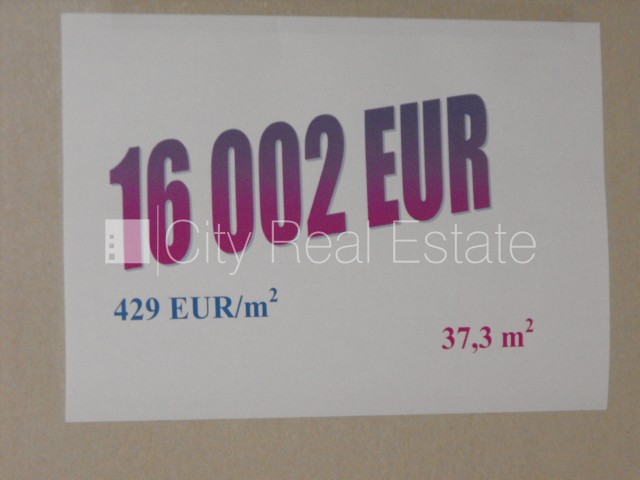 16 002 EUR
City Real Estate
429 EUR/m²
37,3 m²